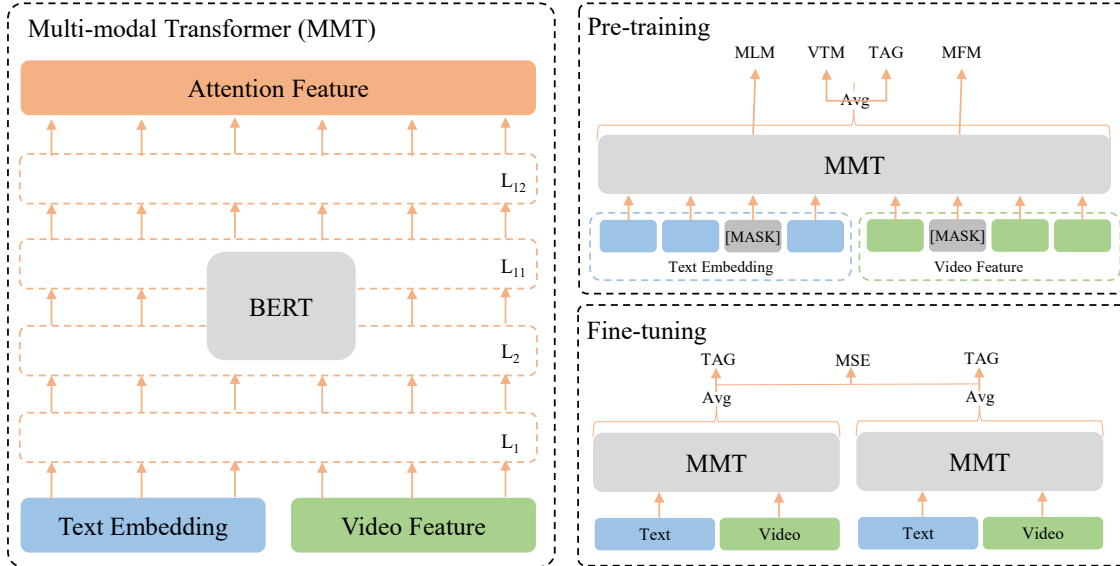 Multi-modal Transformer (MMT)
Attention Feature
L12
L11
BERT
L2
L1
Text Embedding
Video Feature
Pre-training
MLM
VTM
TAG
MFM
Avg
MMT
[MASK]
[MASK]
Text Embedding
Video Feature
Fine-tuning
TAG
MSE
TAG
Avg
Avg
MMT
MMT
Text
Video
Text
Video